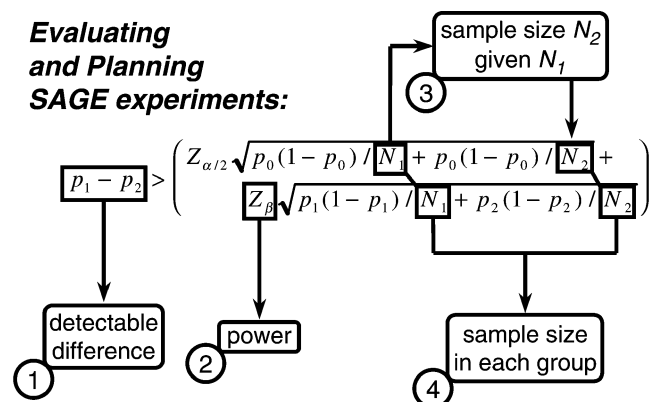 Evaluating
and Planning
SAGE experiments:
sample size N₂
given N₁
3
p₁ – p₂ > ( Z_α/2 √ p₀(1– p₀) / N₁ + p₀(1– p₀) / N₂ +
Z_β √ p₁(1– p₁) / N₁ + p₂(1– p₂) / N₂ )
detectable
difference
1
power
2
sample size
in each group
4